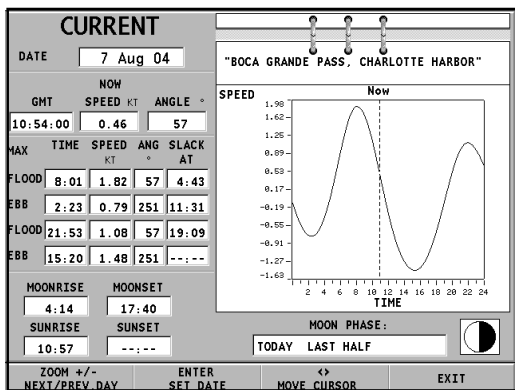 CURRENT
DATE 7 Aug 04
NOW
GMT SPEED KT ANGLE °
10:54:00 0.46 57
MAX TIME SPEED KT ANG ° SLACK AT
FLOOD 8:01 1.82 57 4:43
EBB 2:23 0.79 251 11:31
FLOOD 21:53 1.08 57 19:09
EBB 15:20 1.48 251 --:--
MOONRISE MOONSET
4:14 17:40
SUNRISE SUNSET
10:57 --:--
"BOCA GRANDE PASS, CHARLOTTE HARBOR"
SPEED Now
1.98
1.62
1.25
0.89
0.53
0.17
-0.19
-0.55
-0.91
-1.27
-1.63
2 4 6 8 10 12 14 16 18 20 22 24
TIME
MOON PHASE:
TODAY LAST HALF
ZOOM +/- ENTER <> EXIT
NEXT/PREV.DAY SET DATE MOVE CURSOR